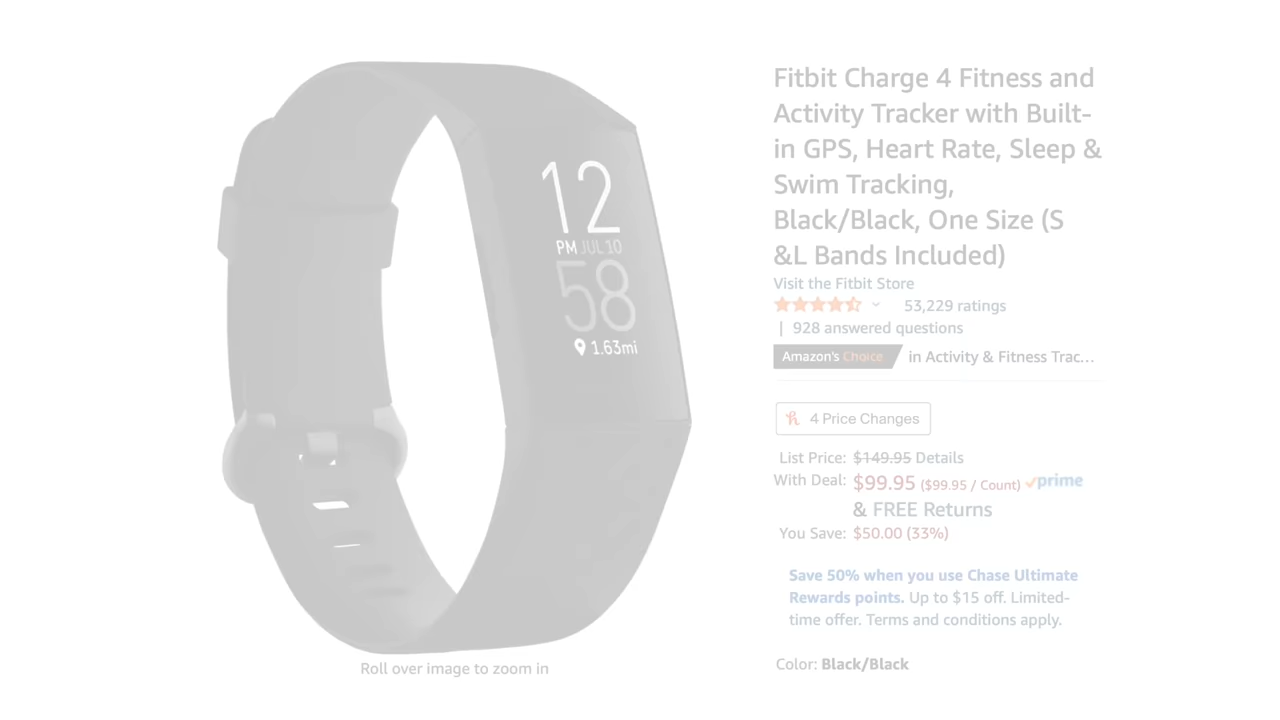 12
PM JUL 10
58
1.63mi
Roll over image to zoom in
Fitbit Charge 4 Fitness and
Activity Tracker with Built-
in GPS, Heart Rate, Sleep &
Swim Tracking,
Black/Black, One Size (S
&L Bands Included)
Visit the Fitbit Store
53,229 ratings
| 928 answered questions
Amazon's Choice in Activity & Fitness Trac...
4 Price Changes
List Price: $149.95 Details
With Deal: $99.95 ($99.95 / Count) prime
& FREE Returns
You Save: $50.00 (33%)
Save 50% when you use Chase Ultimate
Rewards points. Up to $15 off. Limited-
time offer. Terms and conditions apply.
Color: Black/Black